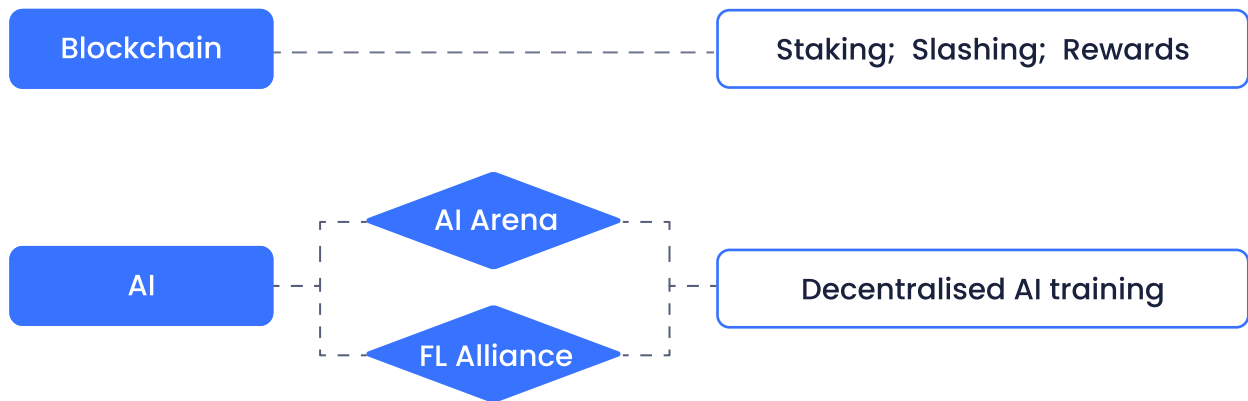 Blockchain
Staking; Slashing; Rewards
AI Arena
AI
Decentralised AI training
FL Alliance